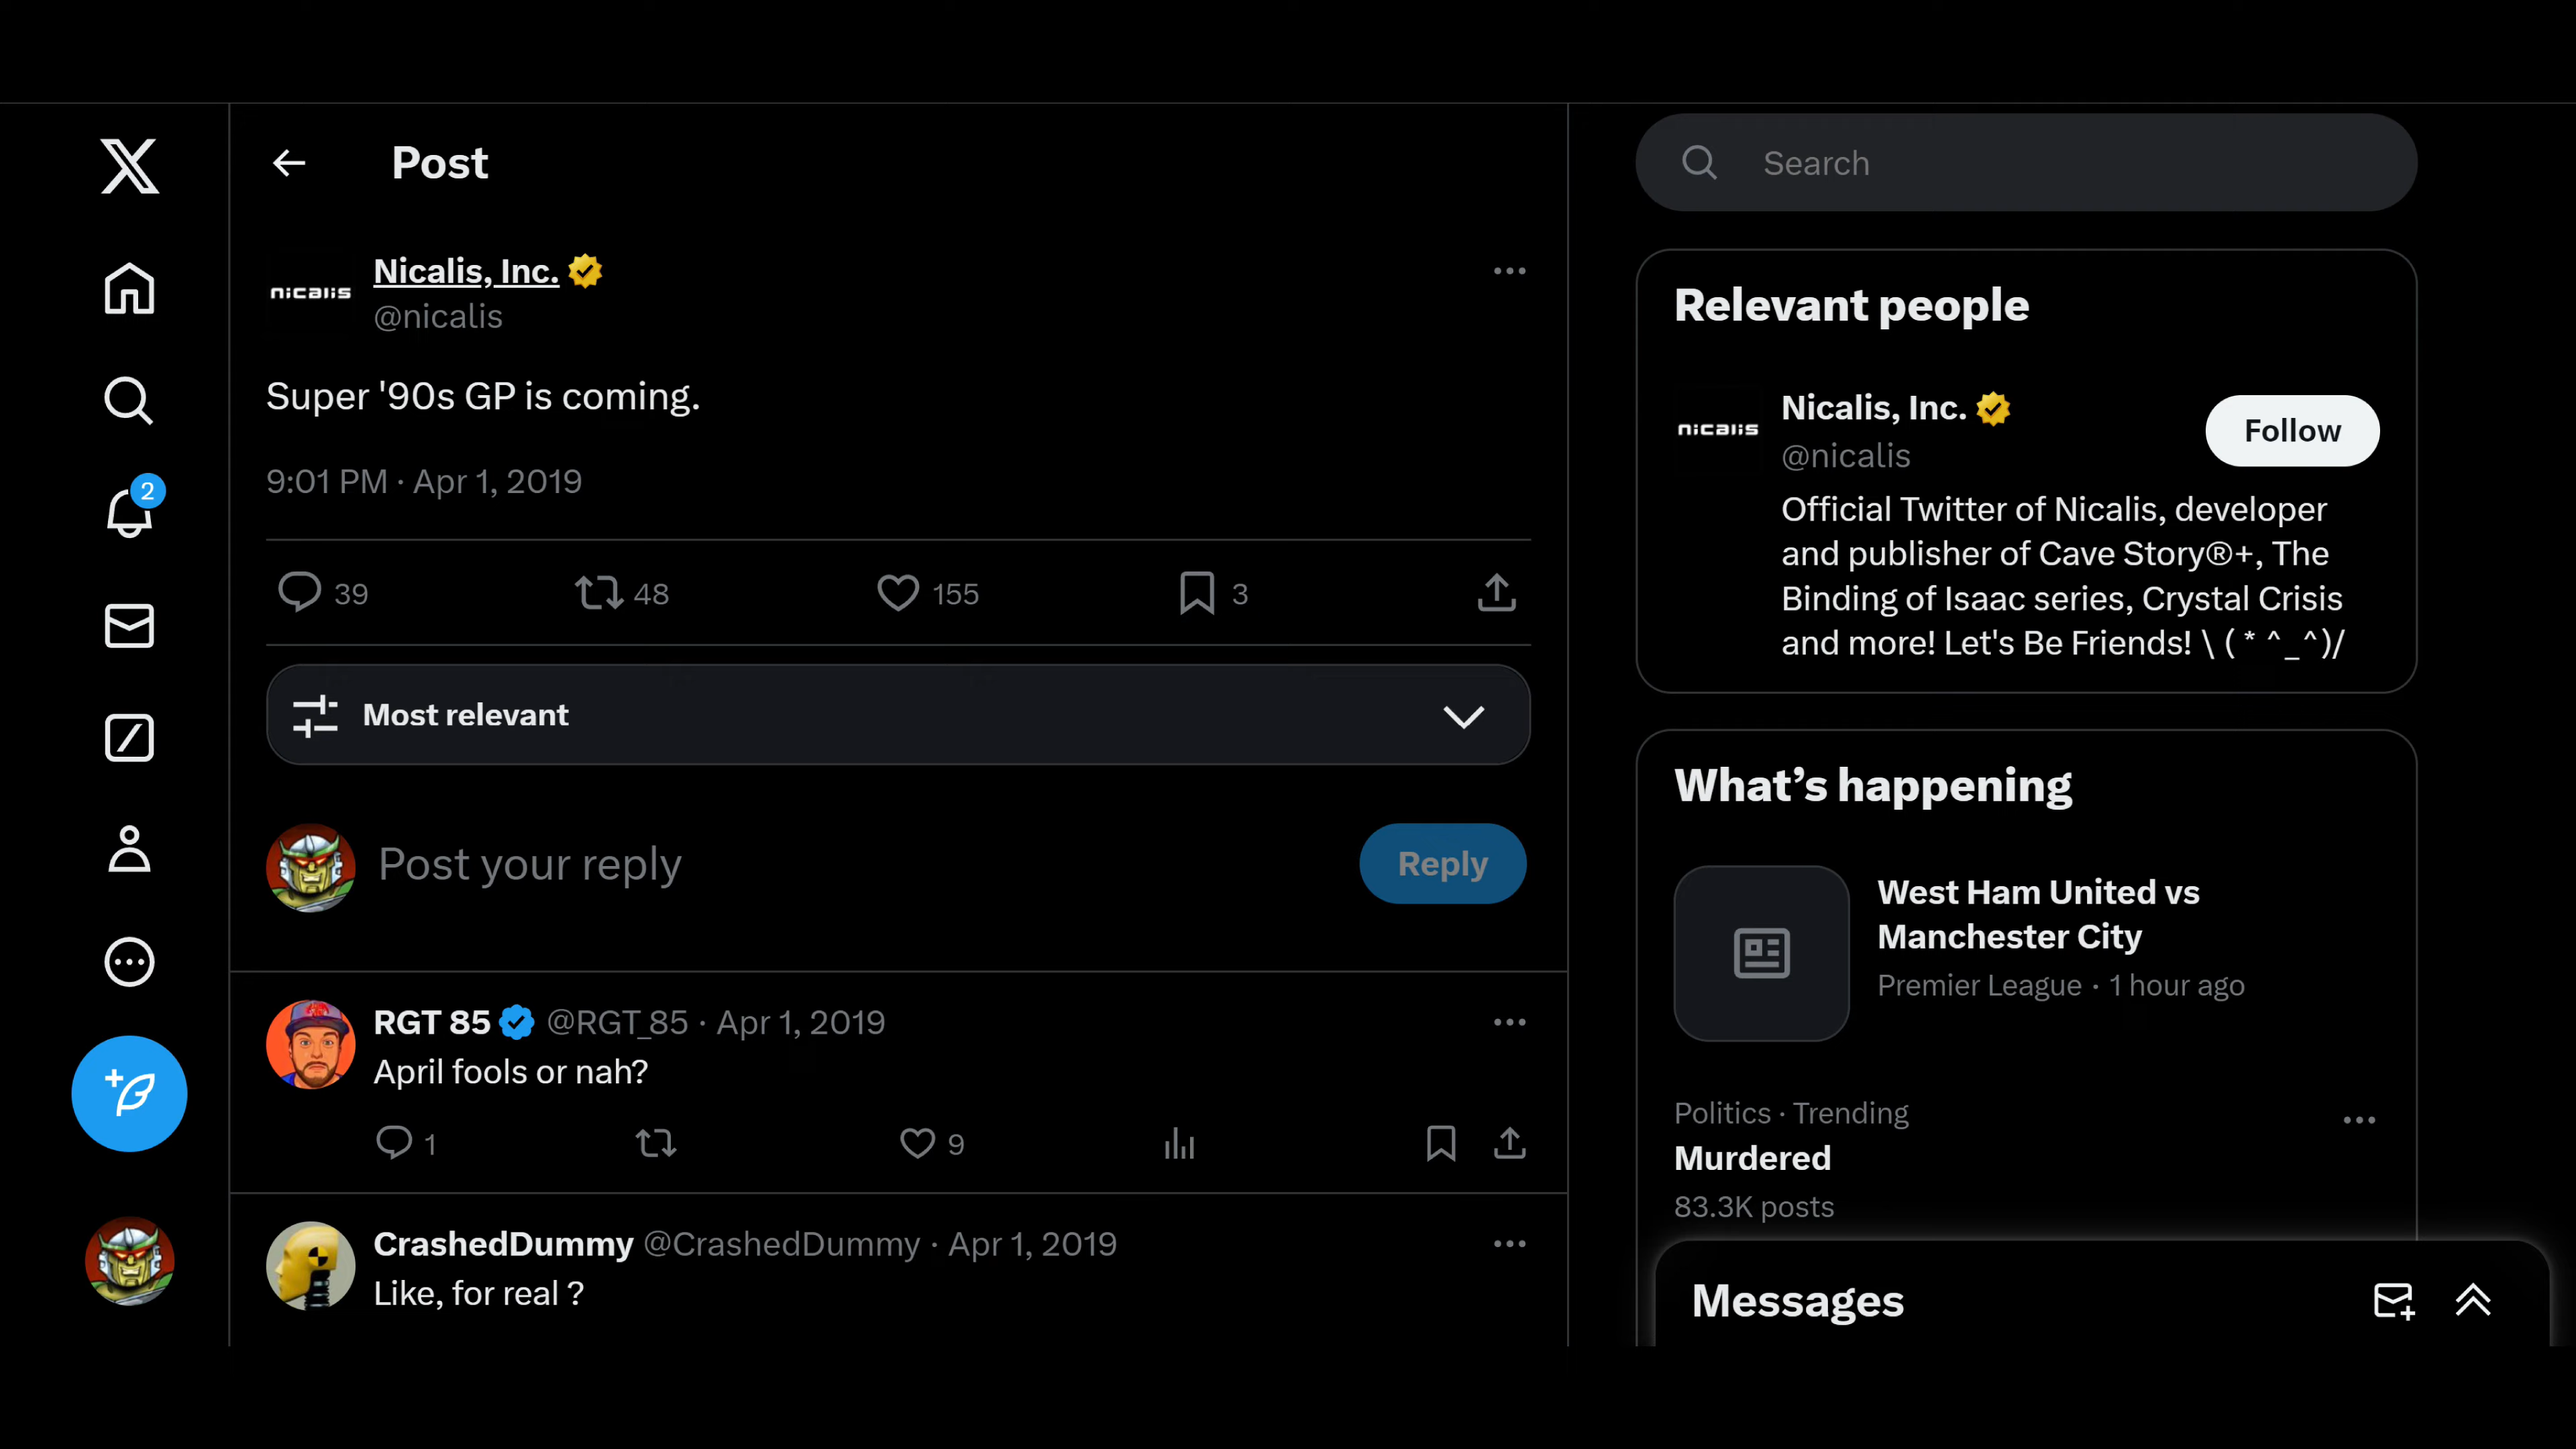 Post
Search
nicalis
Nicalis, Inc.
@nicalis
Super '90s GP is coming.
9:01 PM · Apr 1, 2019
39
48
155
3
Most relevant
Post your reply
Reply
RGT 85 @RGT_85 · Apr 1, 2019
April fools or nah?
1
9
CrashedDummy @CrashedDummy · Apr 1, 2019
Like, for real ?
2
Relevant people
nicalis
Nicalis, Inc.
@nicalis
Follow
Official Twitter of Nicalis, developer
and publisher of Cave Story®+, The
Binding of Isaac series, Crystal Crisis
and more! Let's Be Friends! \ ( * ^_^)/
What’s happening
West Ham United vs
Manchester City
Premier League · 1 hour ago
Politics · Trending
Murdered
83.3K posts
Messages